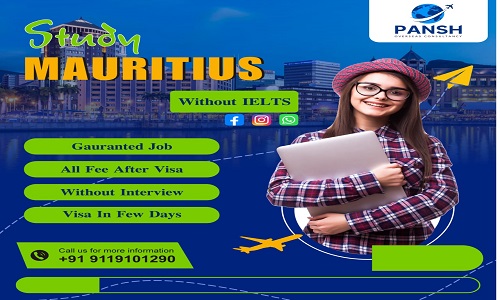 Study
MAURITIUS
PANSH
OVERSEAS CONSULTANCY
Without IELTS
Gauranted Job
All Fee After Visa
Without Interview
Visa In Few Days
Call us for more information
+91 9119101290